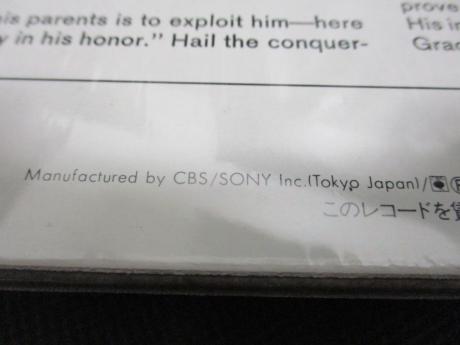 is parents is to exploit him—here
y in his honor." Hail the conquer-
prove
His in
Grad
Manufactured by CBS/SONY Inc.(Tokyo Japan)/
このレコードを賃